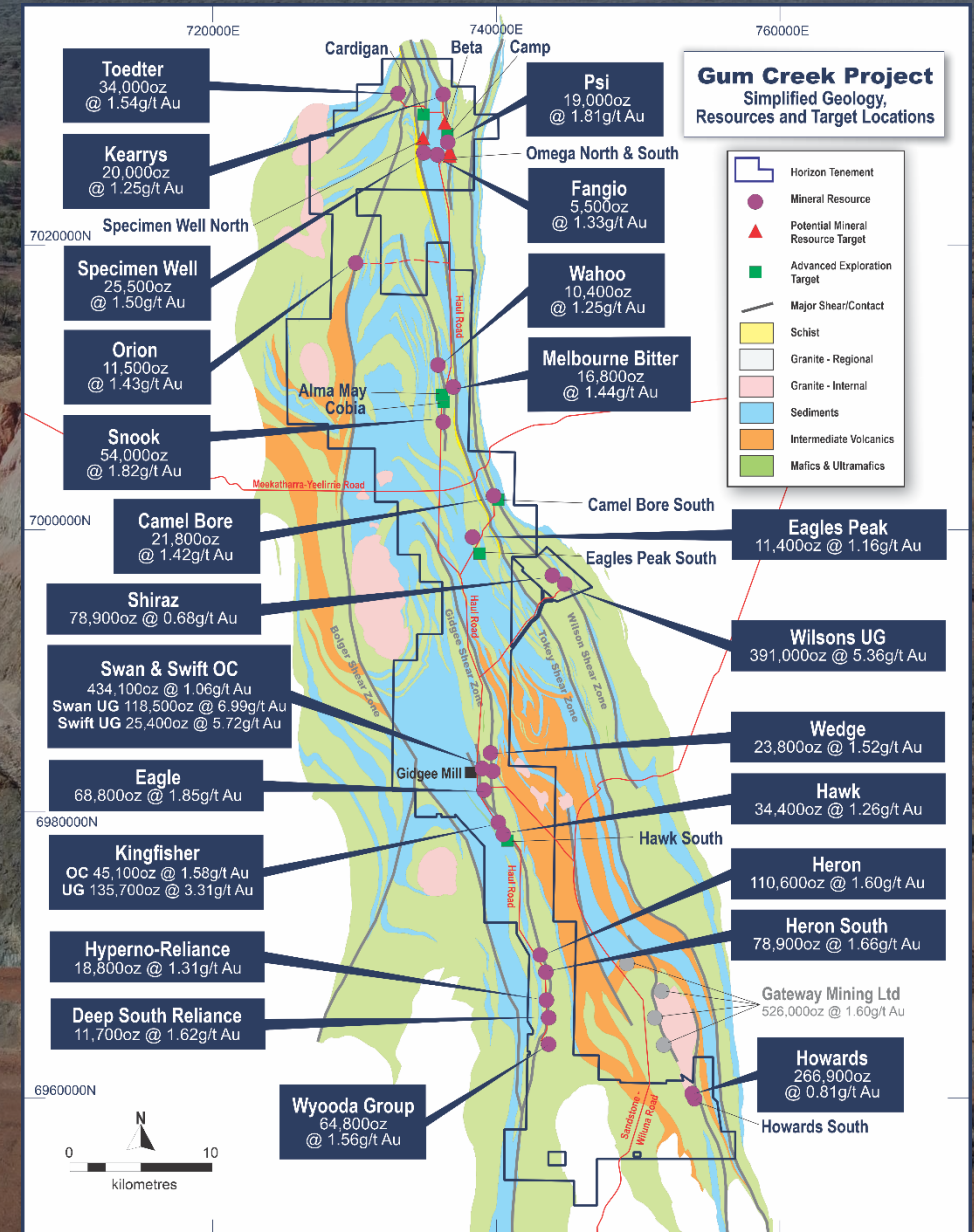 720000E
740000E
760000E
Cardigan
Beta
Camp
Gum Creek Project
Simplified Geology,
Resources and Target Locations
Toedter
34,000oz
@ 1.54g/t Au
Psi
19,000oz
@ 1.81g/t Au
Kearrys
20,000oz
@ 1.25g/t Au
Omega North & South
Fangio
5,500oz
@ 1.33g/t Au
Specimen Well North
7020000N
Specimen Well
25,500oz
@ 1.50g/t Au
Wahoo
10,400oz
@ 1.25g/t Au
Orion
11,500oz
@ 1.43g/t Au
Haul Road
Melbourne Bitter
16,800oz
@ 1.44g/t Au
Alma May
Cobia
Snook
54,000oz
@ 1.82g/t Au
Horizon Tenement
Mineral Resource
Potential Mineral
Resource Target
Advanced Exploration
Target
Major Shear/Contact
Schist
Granite - Regional
Granite - Internal
Sediments
Intermediate Volcanics
Mafics & Ultramafics
Meekatharra-Yeelirrie Road
Camel Bore South
7000000N
Camel Bore
21,800oz
@ 1.42g/t Au
Eagles Peak
11,400oz @ 1.16g/t Au
Eagles Peak South
Shiraz
78,900oz @ 0.68g/t Au
Haul Road
Gidgee Shear Zone
Bolger Shear Zone
Tokey Shear Zone
Wilson Shear Zone
Wilsons UG
391,000oz @ 5.36g/t Au
Swan & Swift OC
434,100oz @ 1.06g/t Au
Swan UG 118,500oz @ 6.99g/t Au
Swift UG 25,400oz @ 5.72g/t Au
Wedge
23,800oz @ 1.52g/t Au
Gidgee Mill
Eagle
68,800oz @ 1.85g/t Au
Hawk
34,400oz @ 1.26g/t Au
6980000N
Hawk South
Kingfisher
OC 45,100oz @ 1.58g/t Au
UG 135,700oz @ 3.31g/t Au
Haul Road
Heron
110,600oz @ 1.60g/t Au
Heron South
78,900oz @ 1.66g/t Au
Hyperno-Reliance
18,800oz @ 1.31g/t Au
Gateway Mining Ltd
526,000oz @ 1.60g/t Au
Deep South Reliance
11,700oz @ 1.62g/t Au
Howards
266,900oz
@ 0.81g/t Au
6960000N
Wyooda Group
64,800oz
@ 1.56g/t Au
Sandstone -
Wiluna Road
Howards South
N
0
10
kilometres